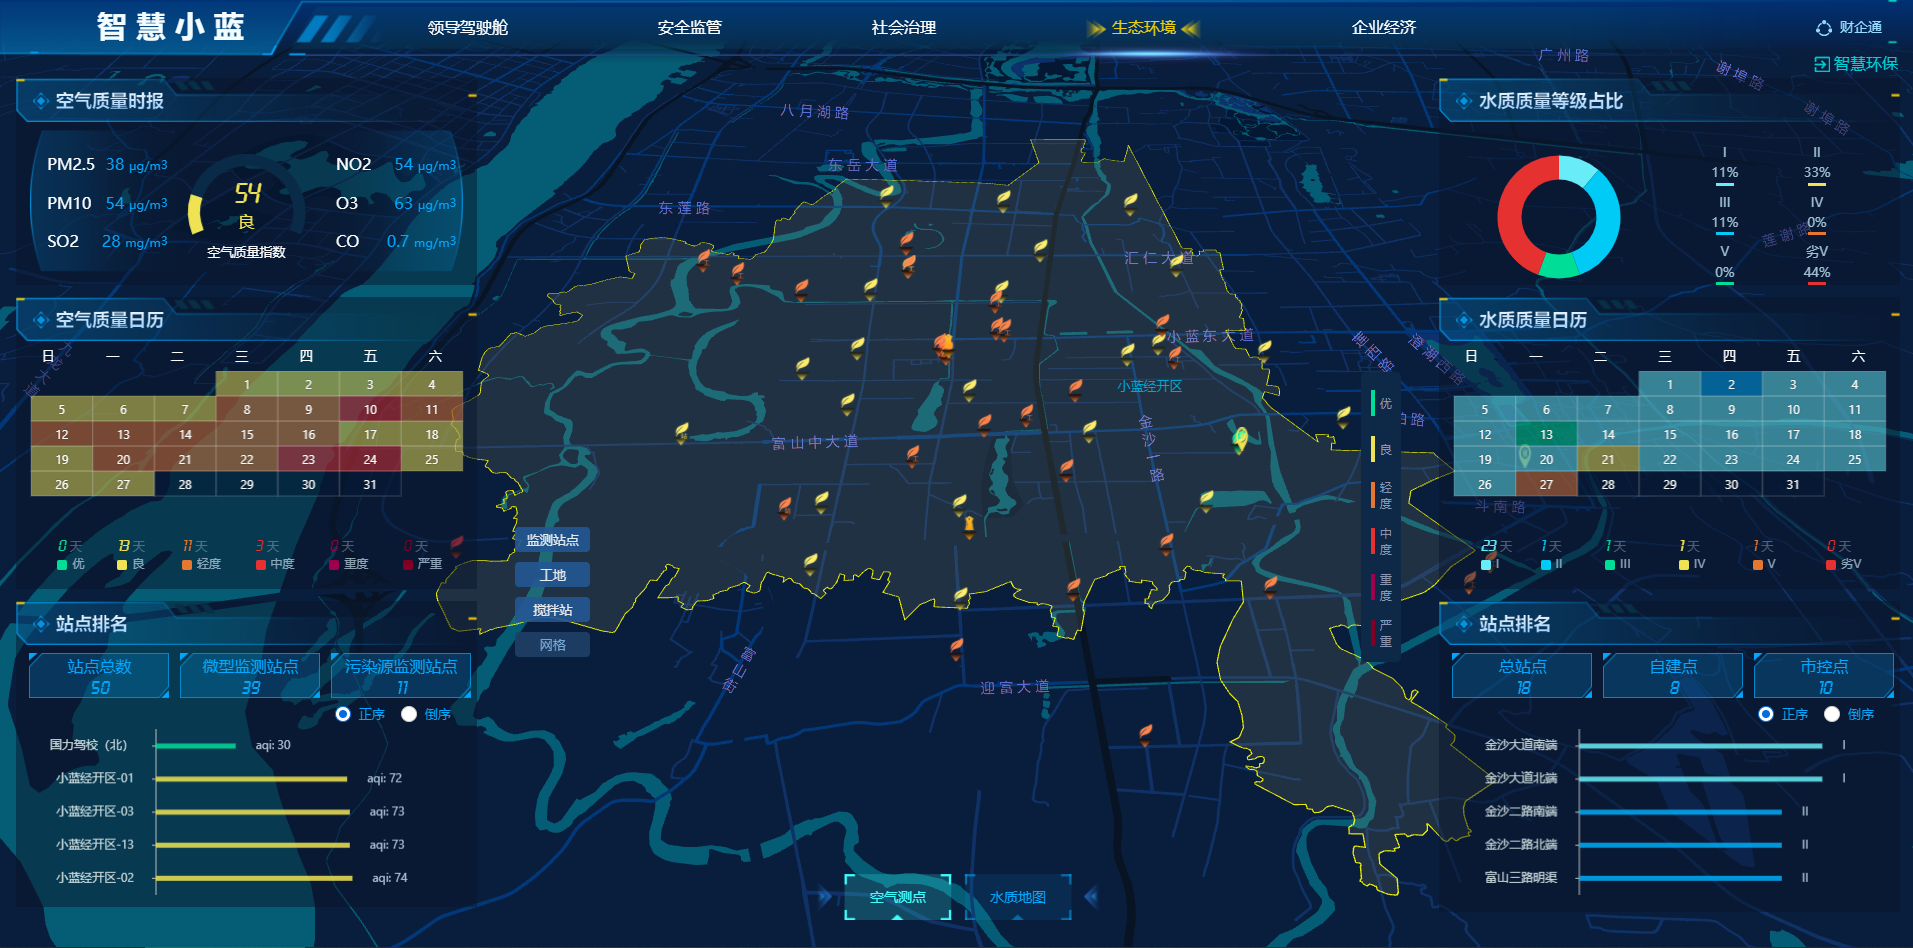 智慧小蓝
领导驾驶舱
安全监管
社会治理
生态环境
企业经济
财企通
智慧环保
空气质量时报
PM2.5 38 μg/m3
PM10 54 μg/m3
SO2 28 mg/m3
54
良
空气质量指数
NO2 54 μg/m3
O3 63 μg/m3
CO 0.7 mg/m3
空气质量日历
日 一 二 三 四 五 六
1 2 3 4
5 6 7 8 9 10 11
12 13 14 15 16 17 18
19 20 21 22 23 24 25
26 27 28 29 30 31
0天 13天 11天 3天 0天 0天
优 良 轻度 中度 重度 严重
站点排名
站点总数
50
微型监测站点
39
污染源监测站点
11
正序 倒序
国力驾校（北） aqi: 30
小蓝经开区-01 aqi: 72
小蓝经开区-03 aqi: 73
小蓝经开区-13 aqi: 73
小蓝经开区-02 aqi: 74
广州路
谢埠路
谢埠路
八月湖路
东岳大道
东莲路
汇仁大道
莲谢路
小蓝东大道
澄湖西路
小蓝经开区
富山中大道
金沙一路
斗南路
迎富大道
富山街
监测站点
工地
搅拌站
网格
优
良
轻度
中度
重度
严重
空气测点
水质地图
水质质量等级占比
I II
11% 33%
III IV
11% 0%
V 劣V
0% 44%
水质质量日历
日 一 二 三 四 五 六
1 2 3 4
5 6 7 8 9 10 11
12 13 14 15 16 17 18
19 20 21 22 23 24 25
26 27 28 29 30 31
23天 1天 1天 1天 1天 0天
I II III IV V 劣V
站点排名
总站点
18
自建点
8
市控点
10
正序 倒序
金沙大道南端 I
金沙大道北端 I
金沙二路南端 II
金沙二路北端 II
富山三路明渠 II